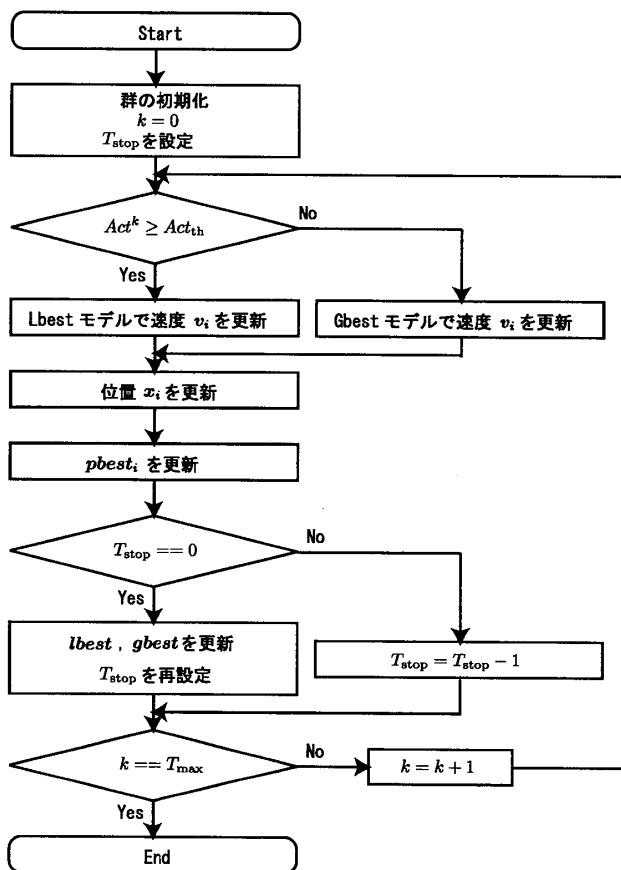 Start
群の初期化
k = 0
T_stop を設定
Act^k ≥ Act_th
No
Yes
Lbest モデルで速度 v_i を更新
Gbest モデルで速度 v_i を更新
位置 x_i を更新
pbest_i を更新
T_stop == 0
No
Yes
lbest , gbest を更新
T_stop を再設定
T_stop = T_stop − 1
k == T_max
No
k = k + 1
Yes
End